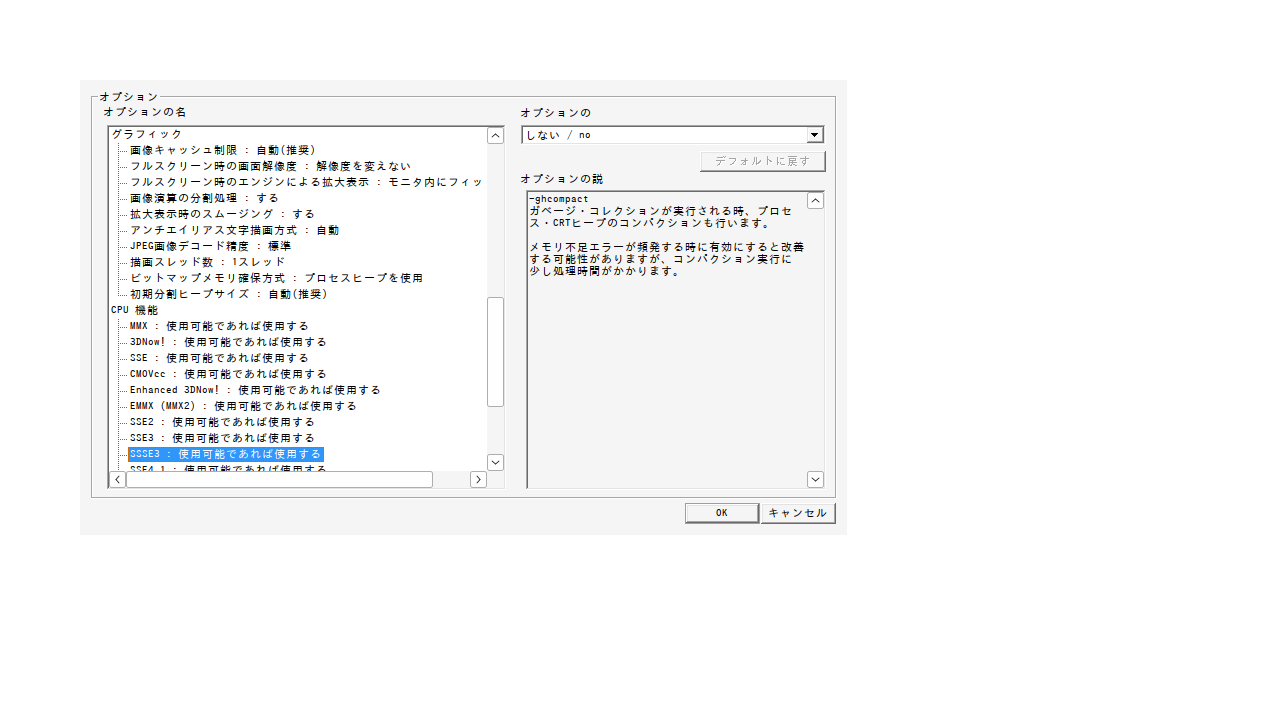 オプション
オプションの名
グラフィック
画像キャッシュ制限 : 自動(推奨)
フルスクリーン時の画面解像度 : 解像度を変えない
フルスクリーン時のエンジンによる拡大表示 : モニタ内にフィッ
画像演算の分割処理 : する
拡大表示時のスムージング : する
アンチエイリアス文字描画方式 : 自動
JPEG画像デコード精度 : 標準
描画スレッド数 : 1スレッド
ビットマップメモリ確保方式 : プロセスヒープを使用
初期分割ヒープサイズ : 自動(推奨)
CPU 機能
MMX : 使用可能であれば使用する
3DNow! : 使用可能であれば使用する
SSE : 使用可能であれば使用する
CMOVcc : 使用可能であれば使用する
Enhanced 3DNow! : 使用可能であれば使用する
EMMX (MMX2) : 使用可能であれば使用する
SSE2 : 使用可能であれば使用する
SSE3 : 使用可能であれば使用する
SSSE3 : 使用可能であれば使用する
SSE4.1 : 使用可能であれば使用する
オプションの
しない / no
デフォルトに戻す
オプションの説
-ghcompact
ガベージ・コレクションが実行される時、プロセ
ス・CRTヒープのコンパクションも行います。
メモリ不足エラーが頻発する時に有効にすると改善
する可能性がありますが、コンパクション実行に
少し処理時間がかかります。
OK
キャンセル